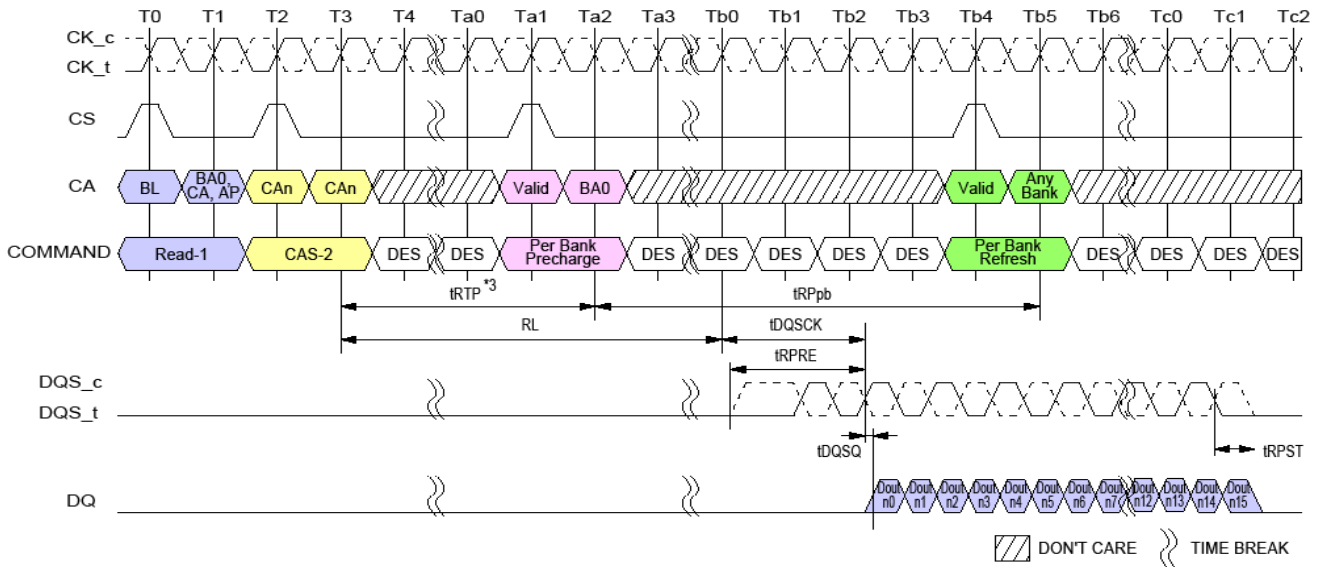 T0 T1 T2 T3 T4 Ta0 Ta1 Ta2 Ta3 Tb0 Tb1 Tb2 Tb3 Tb4 Tb5 Tb6 Tc0 Tc1 Tc2
CK_c
CK_t
CS
CA BL BA0, CA, AP CAn CAn Valid BA0 Valid Any Bank
COMMAND Read-1 CAS-2 DES DES Per Bank Precharge DES DES DES DES DES Per Bank Refresh DES DES DES DES
tRTP *3 tRPpb
RL tDQSCK
tRPRE
DQS_c
DQS_t
tDQSQ tRPST
DQ Dout n0 Dout n1 Dout n2 Dout n3 Dout n4 Dout n5 Dout n6 Dout n7 Dout n12 Dout n13 Dout n14 Dout n15
DON'T CARE TIME BREAK